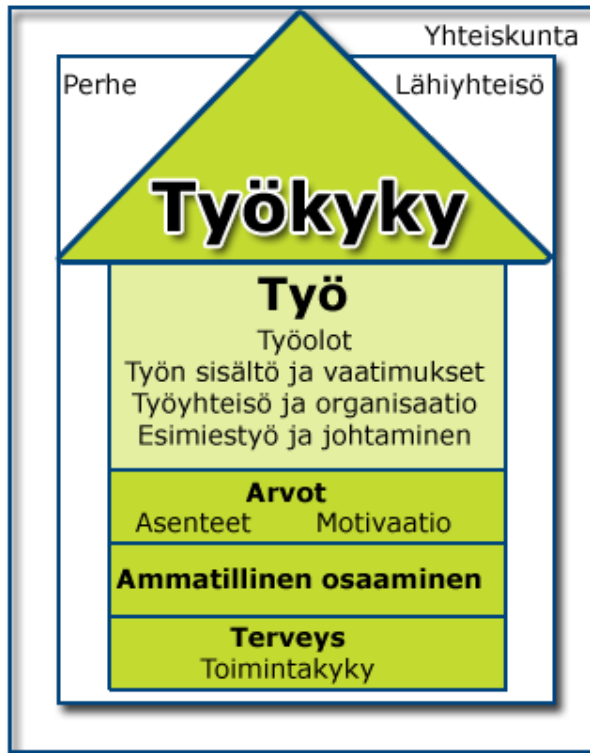 Yhteiskunta
Perhe
Lähiyhteisö
Työkyky
Työ
Työolot
Työn sisältö ja vaatimukset
Työyhteisö ja organisaatio
Esimiestyö ja johtaminen
Arvot
Asenteet Motivaatio
Ammatillinen osaaminen
Terveys
Toimintakyky